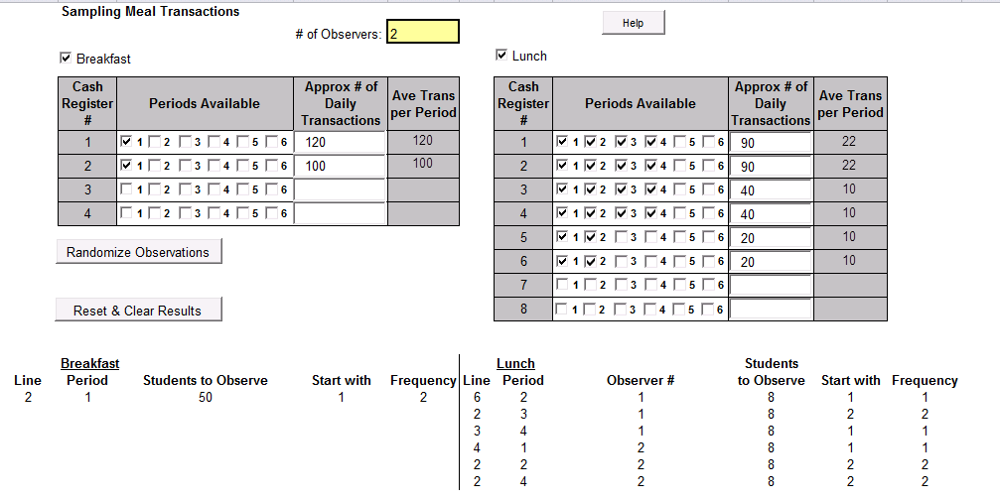 Sampling Meal Transactions
# of Observers: 2
Help
Breakfast
Lunch
Cash Register # Periods Available Approx # of Daily Transactions Ave Trans per Period
1 1 2 3 4 5 6 120 120
2 1 2 3 4 5 6 100 100
3 1 2 3 4 5 6
4 1 2 3 4 5 6
Cash Register # Periods Available Approx # of Daily Transactions Ave Trans per Period
1 1 2 3 4 5 6 90 22
2 1 2 3 4 5 6 90 22
3 1 2 3 4 5 6 40 10
4 1 2 3 4 5 6 40 10
5 1 2 3 4 5 6 20 10
6 1 2 3 4 5 6 20 10
7 1 2 3 4 5 6
8 1 2 3 4 5 6
Randomize Observations
Reset & Clear Results
Breakfast
Line Period Students to Observe Start with Frequency
2 1 50 1 2
Lunch
Line Period Observer # Students to Observe Start with Frequency
6 2 1 8 1 1
2 3 1 8 2 2
3 4 1 8 1 1
4 1 2 8 1 1
2 2 2 8 2 2
2 4 2 8 2 2